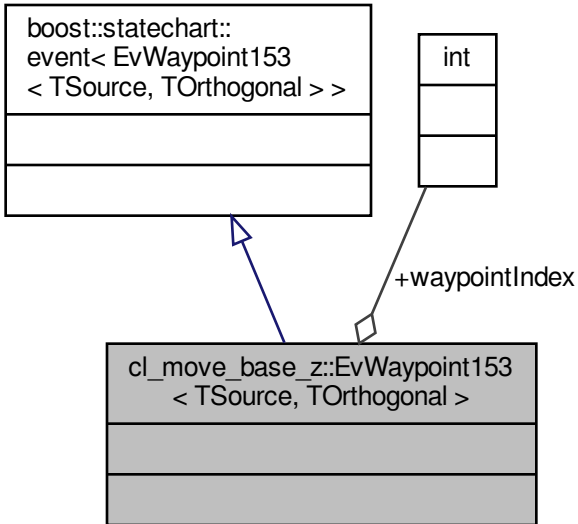 boost::statechart::
event< EvWaypoint153
< TSource, TOrthogonal > >
int
+waypointIndex
cl_move_base_z::EvWaypoint153
< TSource, TOrthogonal >